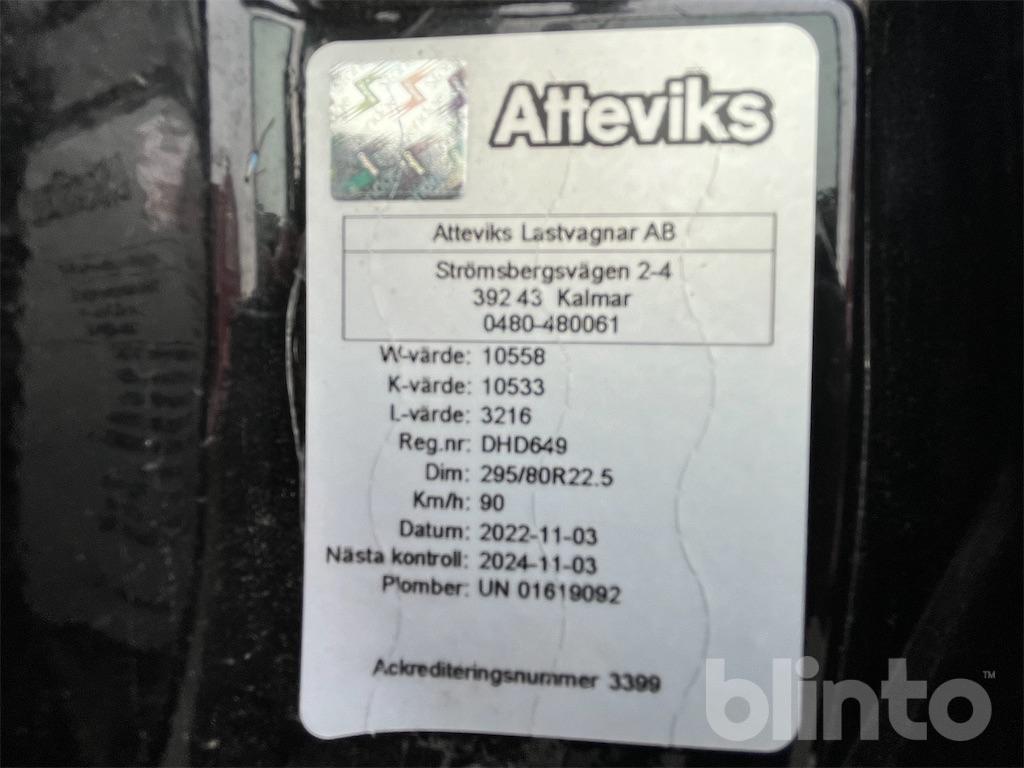 Atteviks
Atteviks Lastvagnar AB
Strömsbergsvägen 2-4
392 43 Kalmar
0480-480061
W-värde: 10558
K-värde: 10533
L-värde: 3216
Reg.nr: DHD649
Dim: 295/80R22.5
Km/h: 90
Datum: 2022-11-03
Nästa kontroll: 2024-11-03
Plomber: UN 01619092
Ackrediteringsnummer 3399
blinto™